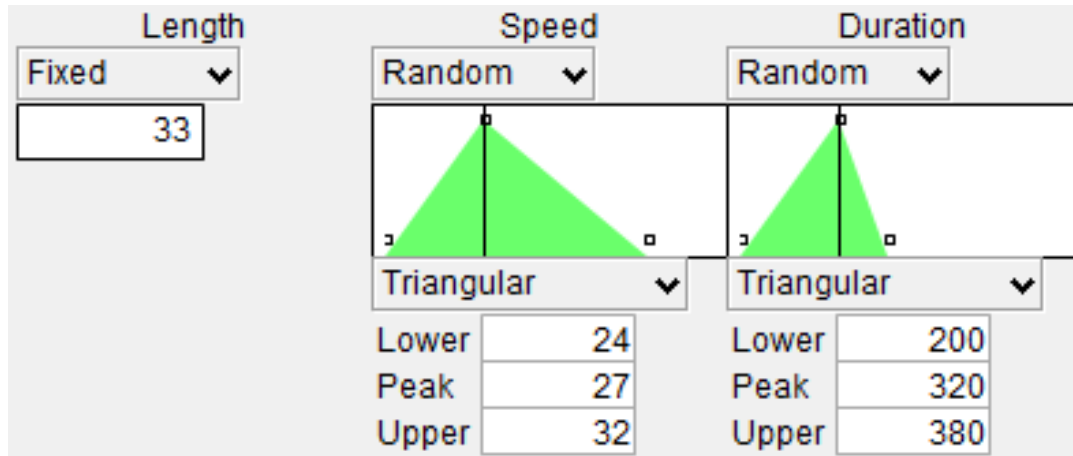 Length Speed Duration
Fixed Random Random
33
Triangular Triangular
Lower 24 Lower 200
Peak 27 Peak 320
Upper 32 Upper 380